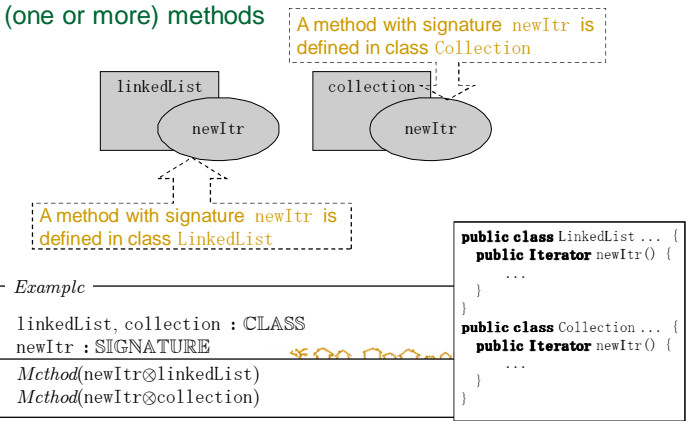 (one or more) methods
A method with signature newItr is
defined in class Collection
linkedList
newItr
collection
newItr
A method with signature newItr is
defined in class LinkedList
Example
linkedList, collection : ℂLASS
newItr : 𝕊IGNATURE
Method(newItr⊗linkedList)
Method(newItr⊗collection)
public class LinkedList ... {
public Iterator newItr() {
...
}
}
public class Collection ... {
public Iterator newItr() {
...
}
}